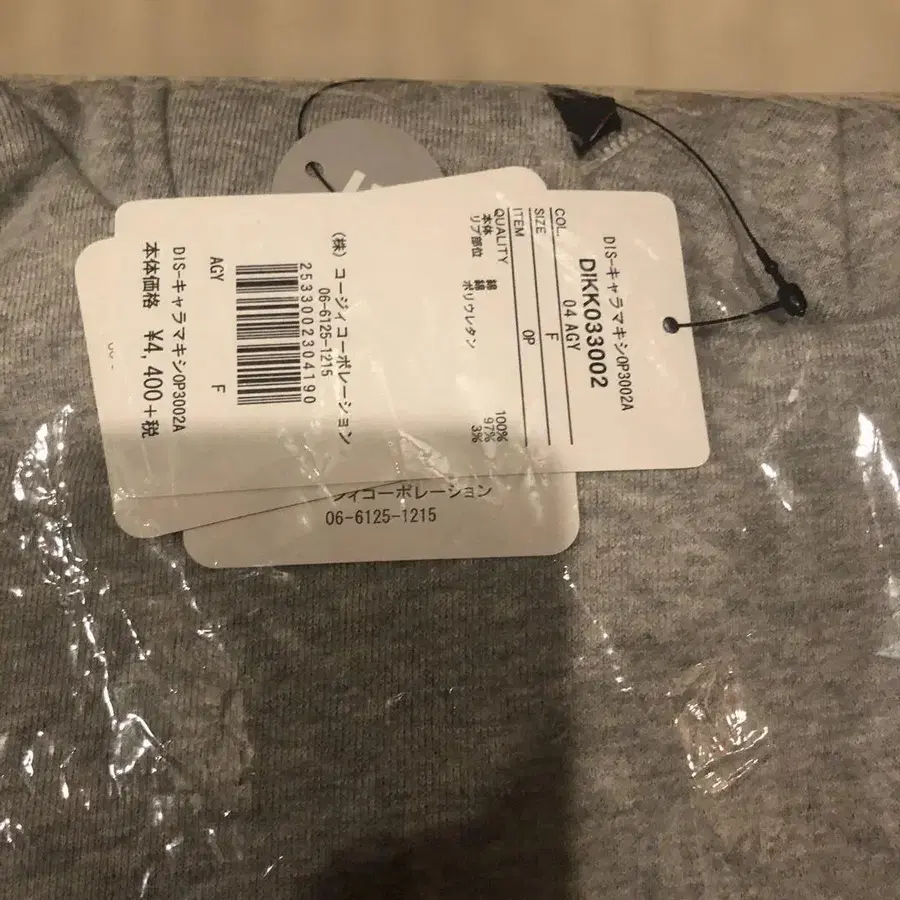 DIS-キャラマキシOP3002A
DIKK033002
COL. 04 AGY
SIZE F
ITEM OP
QUALITY
本体 綿 100%
リブ部位 綿 97%
ポリウレタン 3%
(株) コージィコーポレーション
06-6125-1215
2533002304190
AGY F
DIS-キャラマキシOP3002A
本体価格 ¥4,400+税
ィコーポレーション
06-6125-1215